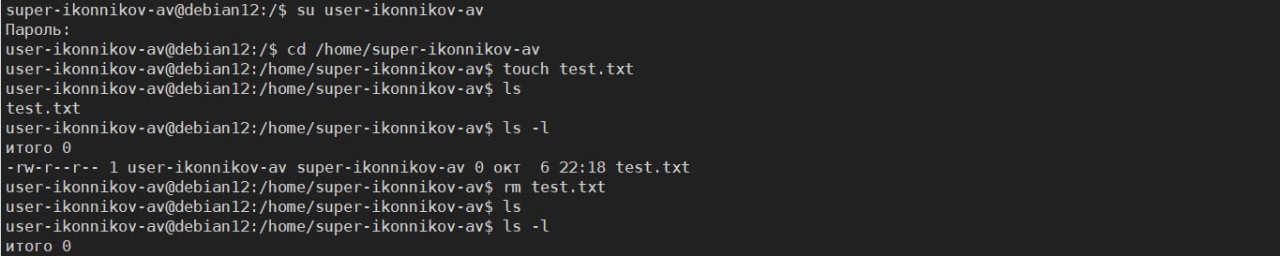 super-ikonnikov-av@debian12:/$ su user-ikonnikov-av
Пароль:
user-ikonnikov-av@debian12:/$ cd /home/super-ikonnikov-av
user-ikonnikov-av@debian12:/home/super-ikonnikov-av$ touch test.txt
user-ikonnikov-av@debian12:/home/super-ikonnikov-av$ ls
test.txt
user-ikonnikov-av@debian12:/home/super-ikonnikov-av$ ls -l
итого 0
-rw-r--r-- 1 user-ikonnikov-av super-ikonnikov-av 0 окт  6 22:18 test.txt
user-ikonnikov-av@debian12:/home/super-ikonnikov-av$ rm test.txt
user-ikonnikov-av@debian12:/home/super-ikonnikov-av$ ls
user-ikonnikov-av@debian12:/home/super-ikonnikov-av$ ls -l
итого 0